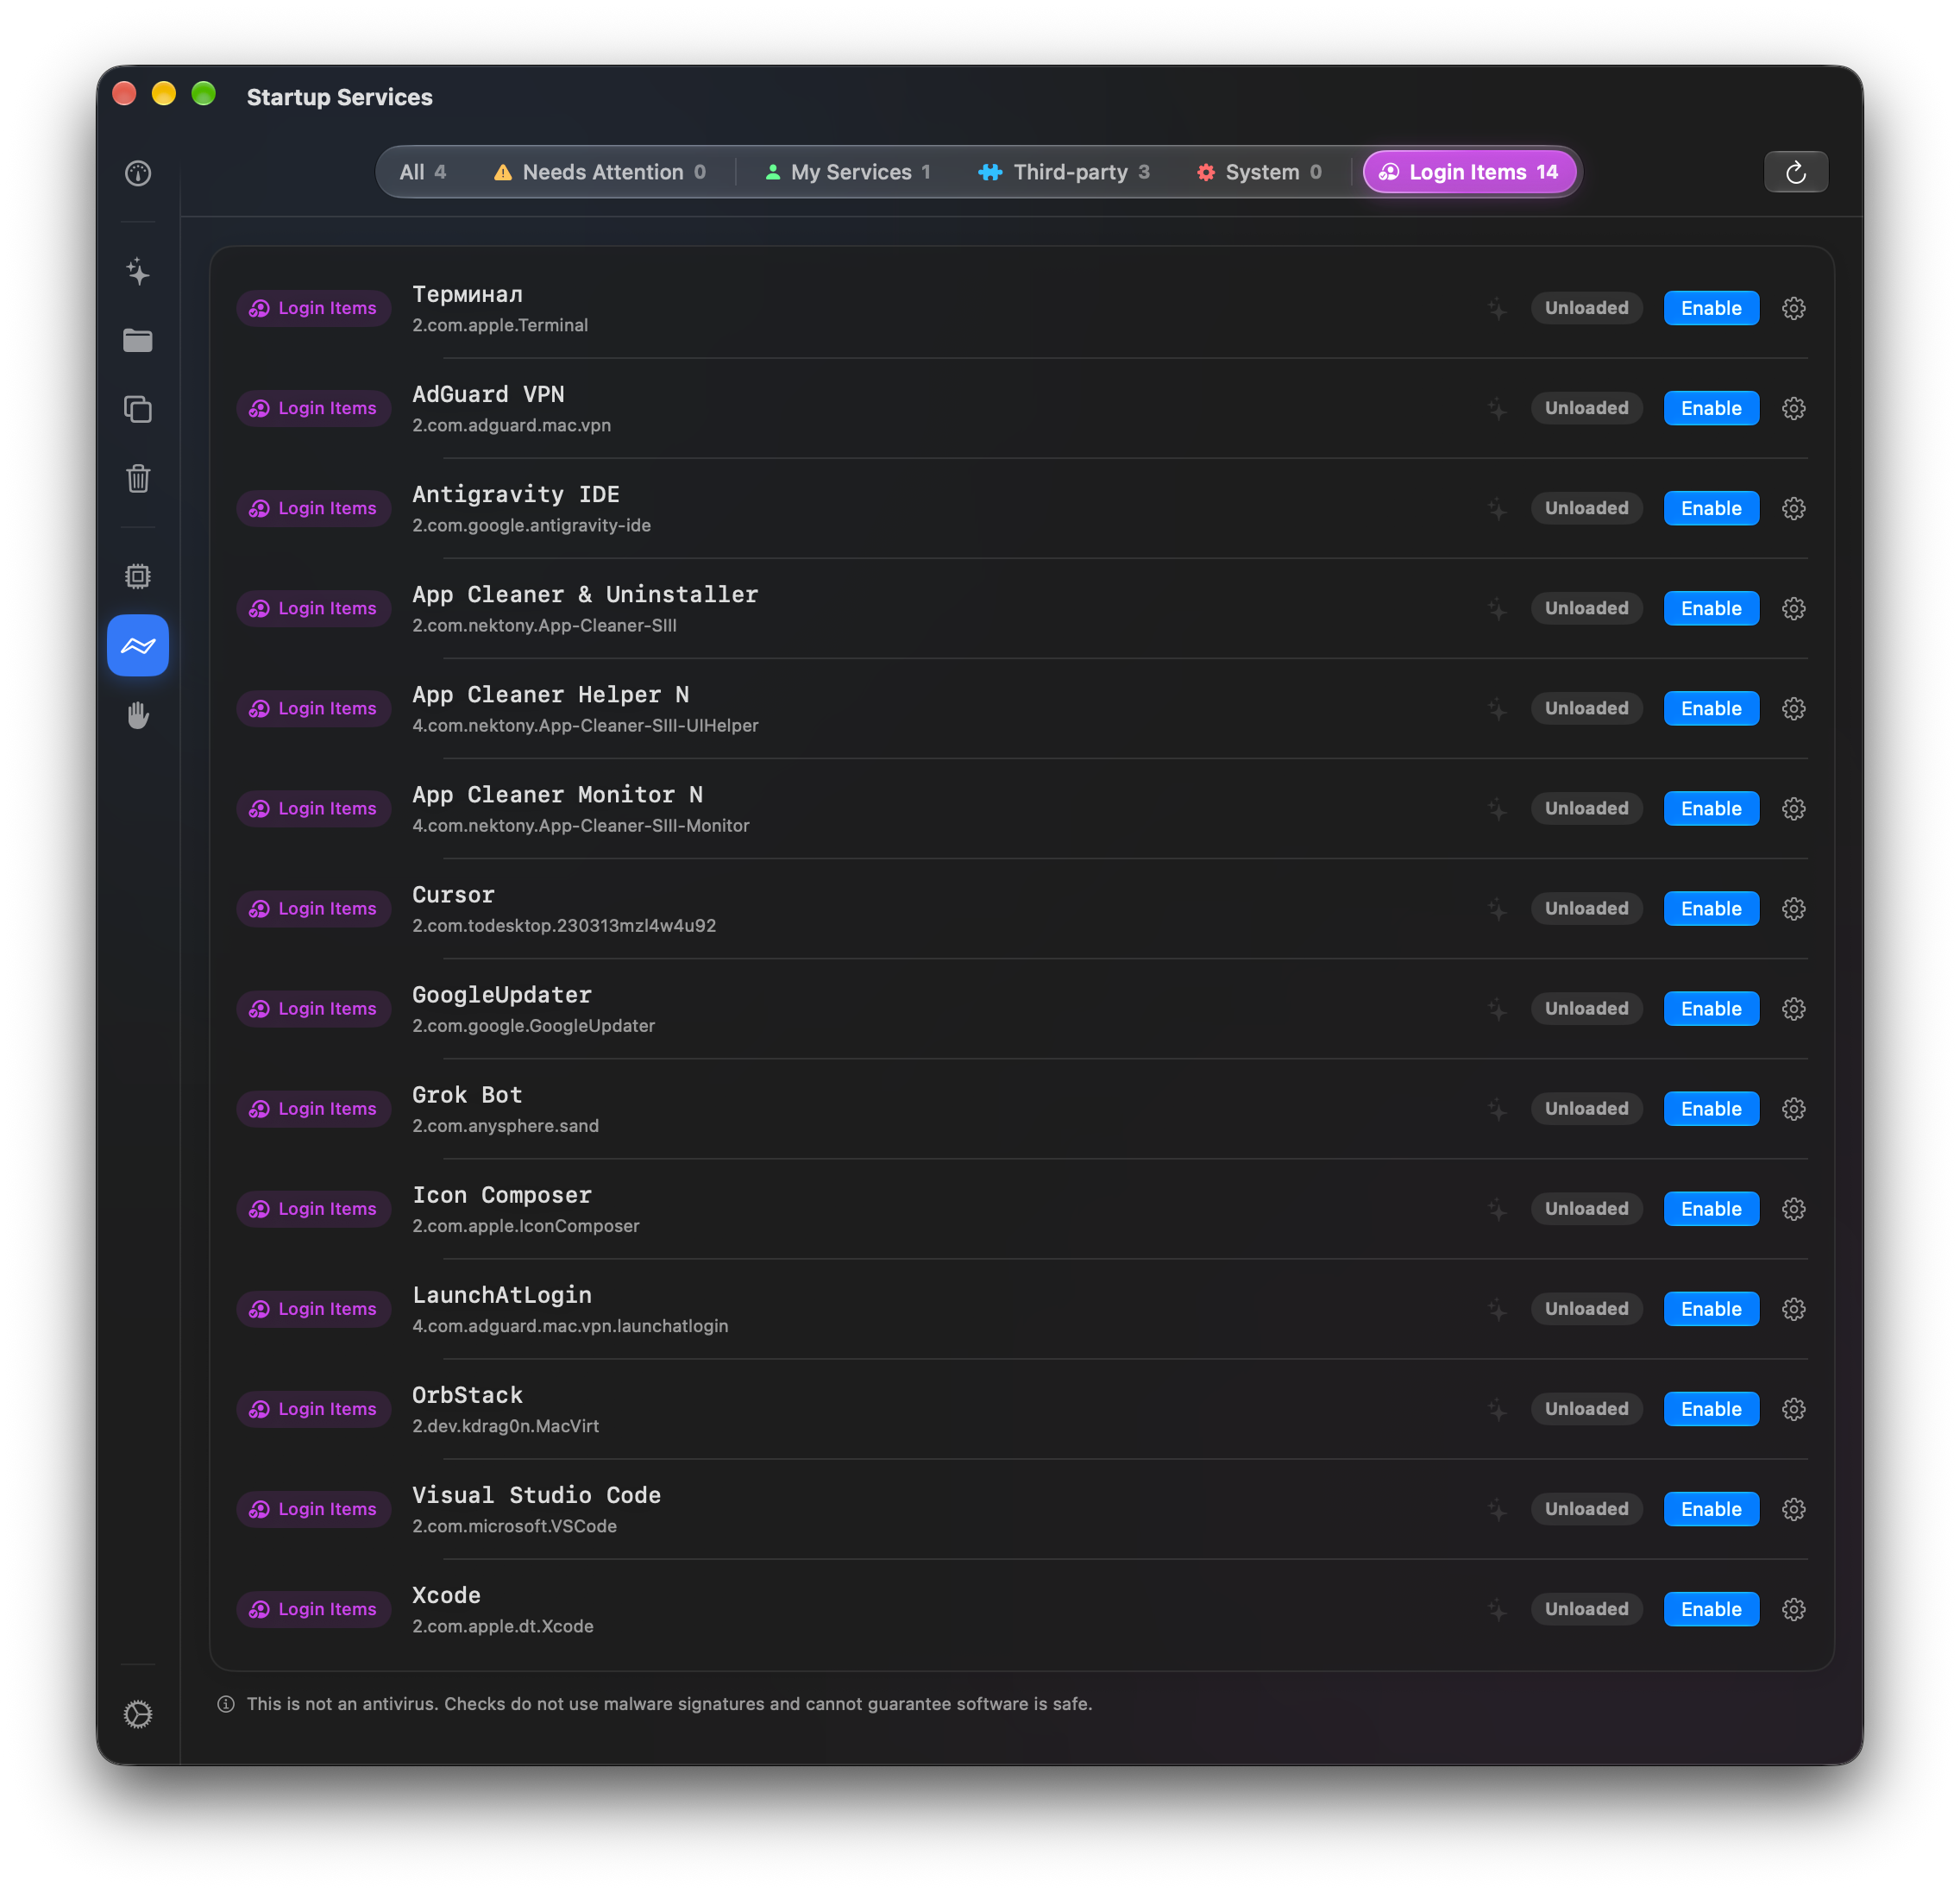 Startup Services
All 4 Needs Attention 0 My Services 1 Third-party 3 System 0 Login Items 14
Login Items Терминал Unloaded Enable
2.com.apple.Terminal
Login Items AdGuard VPN Unloaded Enable
2.com.adguard.mac.vpn
Login Items Antigravity IDE Unloaded Enable
2.com.google.antigravity-ide
Login Items App Cleaner & Uninstaller Unloaded Enable
2.com.nektony.App-Cleaner-SIII
Login Items App Cleaner Helper N Unloaded Enable
4.com.nektony.App-Cleaner-SIII-UIHelper
Login Items App Cleaner Monitor N Unloaded Enable
4.com.nektony.App-Cleaner-SIII-Monitor
Login Items Cursor Unloaded Enable
2.com.todesktop.230313mzl4w4u92
Login Items GoogleUpdater Unloaded Enable
2.com.google.GoogleUpdater
Login Items Grok Bot Unloaded Enable
2.com.anysphere.sand
Login Items Icon Composer Unloaded Enable
2.com.apple.IconComposer
Login Items LaunchAtLogin Unloaded Enable
4.com.adguard.mac.vpn.launchatlogin
Login Items OrbStack Unloaded Enable
2.dev.kdrag0n.MacVirt
Login Items Visual Studio Code Unloaded Enable
2.com.microsoft.VSCode
Login Items Xcode Unloaded Enable
2.com.apple.dt.Xcode
This is not an antivirus. Checks do not use malware signatures and cannot guarantee software is safe.